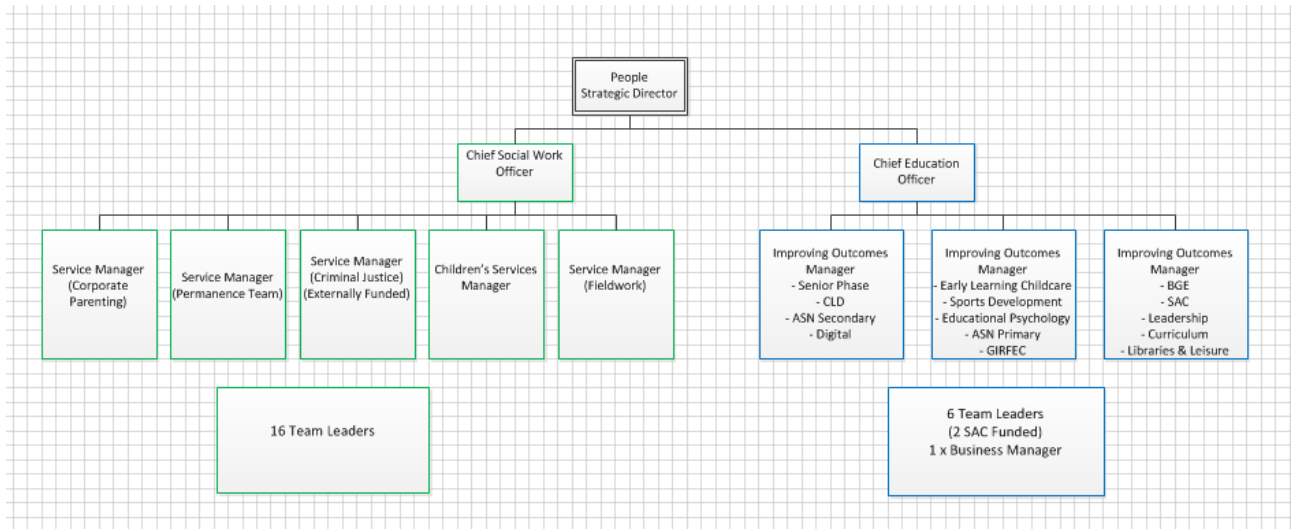 People
Strategic Director
Chief Social Work
Officer
Chief Education
Officer
Service Manager
(Corporate
Parenting)
Service Manager
(Permanence Team)
Service Manager
(Criminal Justice)
(Externally Funded)
Children's Services
Manager
Service Manager
(Fieldwork)
Improving Outcomes
Manager
- Senior Phase
- CLD
- ASN Secondary
- Digital
Improving Outcomes
Manager
- Early Learning Childcare
- Sports Development
- Educational Psychology
- ASN Primary
- GIRFEC
Improving Outcomes
Manager
- BGE
- SAC
- Leadership
- Curriculum
- Libraries & Leisure
16 Team Leaders
6 Team Leaders
(2 SAC Funded)
1 x Business Manager